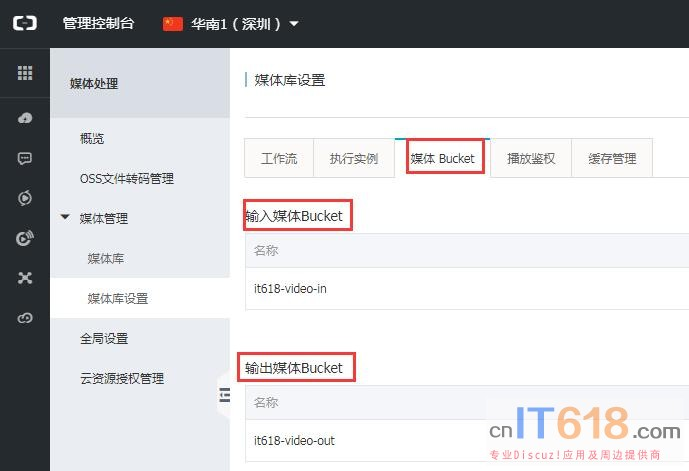 管理控制台 华南1（深圳）
媒体处理
概览
OSS文件转码管理
媒体管理
媒体库
媒体库设置
全局设置
云资源授权管理
媒体库设置
工作流 执行实例 媒体 Bucket 播放鉴权 缓存管理
输入媒体Bucket
名称
it618-video-in
输出媒体Bucket
名称
it618-video-out
cnIT618.com
专业Discuz!应用及周边提供商